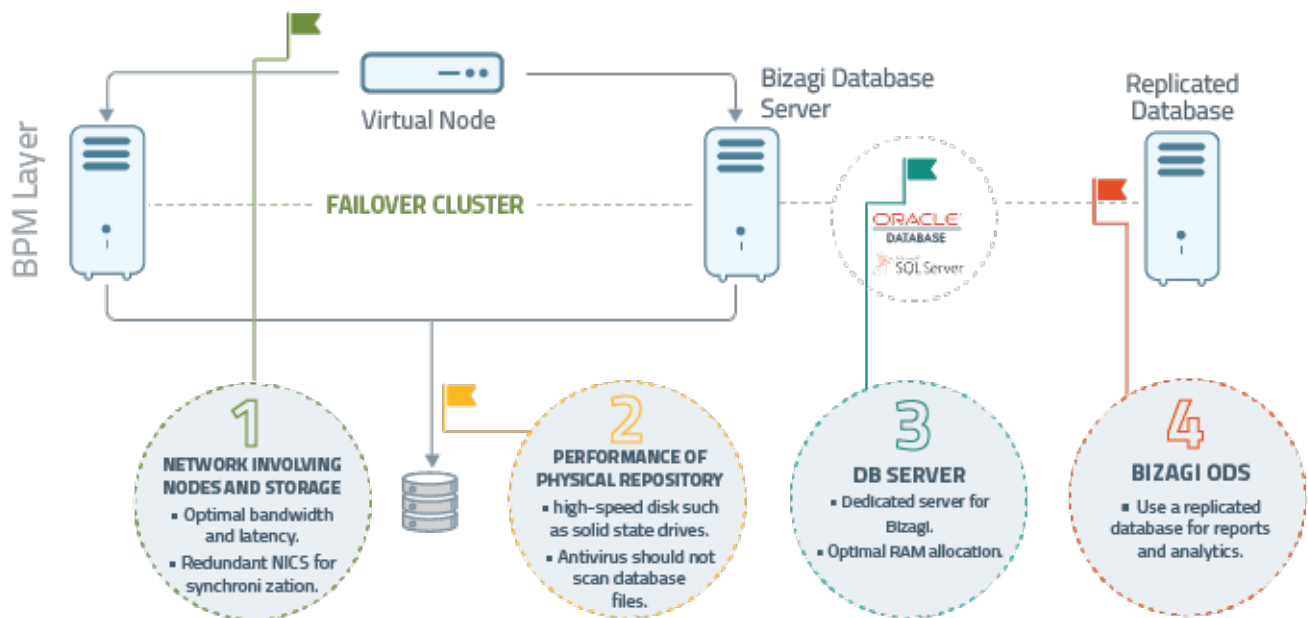 BPM Layer
Virtual Node
Bizagi Database
Server
Replicated
Database
FAILOVER CLUSTER
ORACLE
DATABASE
Microsoft
SQL Server
1
NETWORK INVOLVING
NODES AND STORAGE
▪ Optimal bandwidth
and latency.
▪ Redundant NICS for
synchroni zation.
2
PERFORMANCE OF
PHYSICAL REPOSITORY
▪ high-speed disk such
as solid state drives.
▪ Antivirus should not
scan database
files.
3
DB SERVER
▪ Dedicated server for
Bizagi.
▪ Optimal RAM allocation.
4
BIZAGI ODS
▪ Use a replicated
database for reports
and analytics.